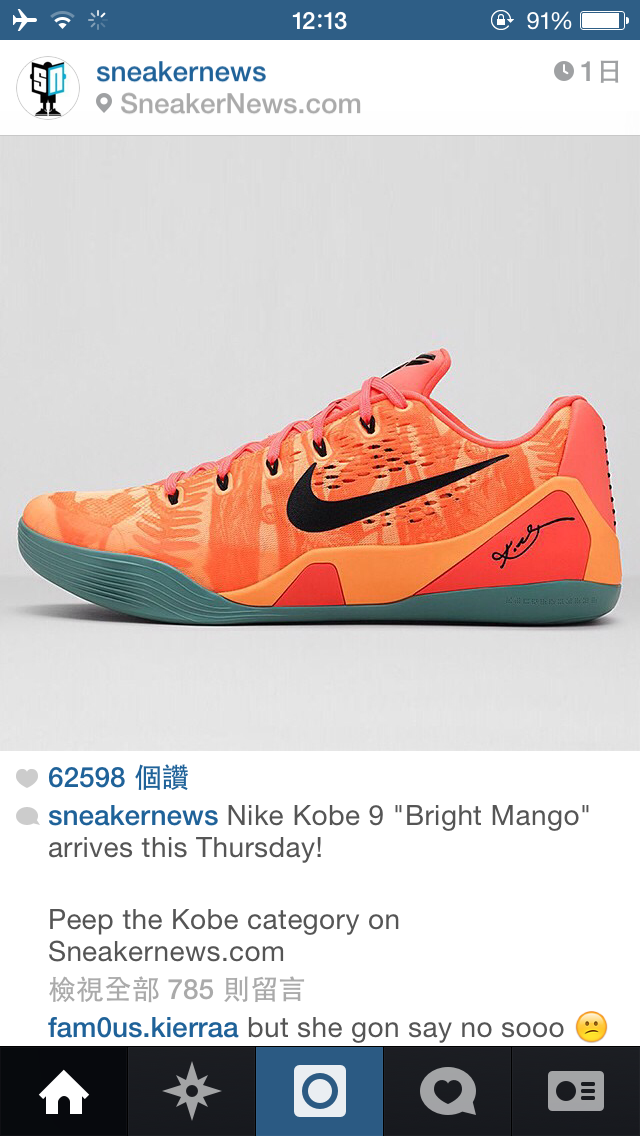 12:13
91%
SN
sneakernews
1日
SneakerNews.com
62598 個讚
sneakernews Nike Kobe 9 "Bright Mango"
arrives this Thursday!
Peep the Kobe category on
Sneakernews.com
檢視全部 785 則留言
fam0us.kierraa but she gon say no sooo 😕